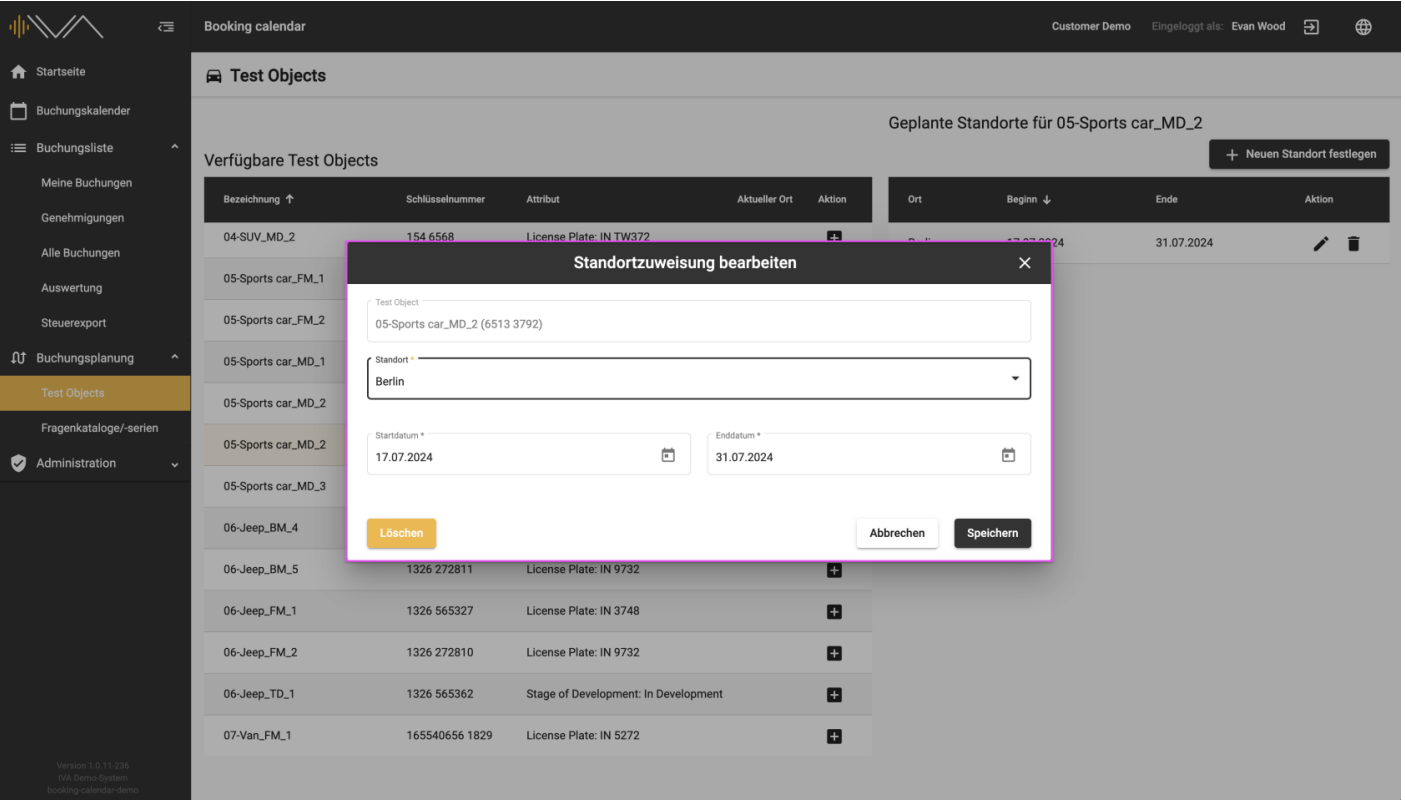 IVA
Booking calendar
Customer Demo
Eingeloggt als: Evan Wood
Startseite
Buchungskalender
Buchungsliste
Meine Buchungen
Genehmigungen
Alle Buchungen
Auswertung
Steuerexport
Buchungsplanung
Test Objects
Fragenkataloge/-serien
Administration
Version 1.0.11-236
IVA Demo-System
booking-calendar-demo
Test Objects
Verfügbare Test Objects
Bezeichnung Schlüsselnummer Attribut Aktueller Ort Aktion
04-SUV_MD_2 154 6568 License Plate: IN TW372
05-Sports car_FM_1
05-Sports car_FM_2
05-Sports car_MD_1
05-Sports car_MD_2
05-Sports car_MD_2
05-Sports car_MD_3
06-Jeep_BM_4
06-Jeep_BM_5 1326 272811 License Plate: IN 9732
06-Jeep_FM_1 1326 565327 License Plate: IN 3748
06-Jeep_FM_2 1326 272810 License Plate: IN 9732
06-Jeep_TD_1 1326 565362 Stage of Development: In Development
07-Van_FM_1 165540656 1829 License Plate: IN 5272
Geplante Standorte für 05-Sports car_MD_2
+ Neuen Standort festlegen
Ort Beginn Ende Aktion
Berlin 17.07.2024 31.07.2024
Standortzuweisung bearbeiten
Test Object
05-Sports car_MD_2 (6513 3792)
Standort *
Berlin
Startdatum *
17.07.2024
Enddatum *
31.07.2024
Löschen
Abbrechen
Speichern